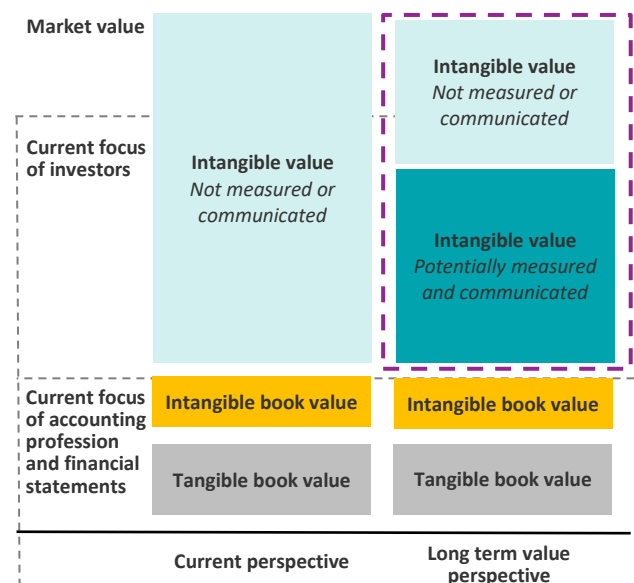 Market value
Intangible value
Not measured or
communicated
Current focus
of investors
Intangible value
Not measured or
communicated
Intangible value
Potentially measured
and communicated
Current focus
of accounting
profession
and financial
statements
Intangible book value
Intangible book value
Tangible book value
Tangible book value
Current perspective
Long term value
perspective